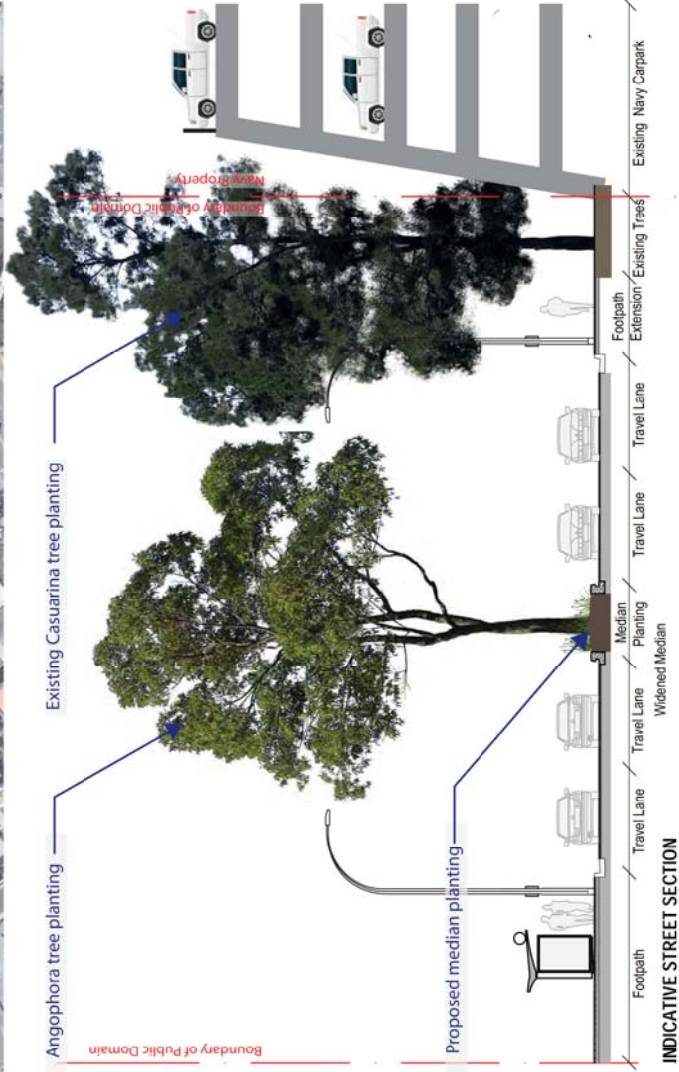 Angophora tree planting
Existing Casuarina tree planting
Boundary of Public Domain
Boundary of Public Domain
Navy Property
Proposed median planting
Footpath
Travel Lane
Travel Lane
Median
Planting
Widened Median
Travel Lane
Travel Lane
Footpath
Extension
Existing Trees
Existing Navy Carpark
INDICATIVE STREET SECTION